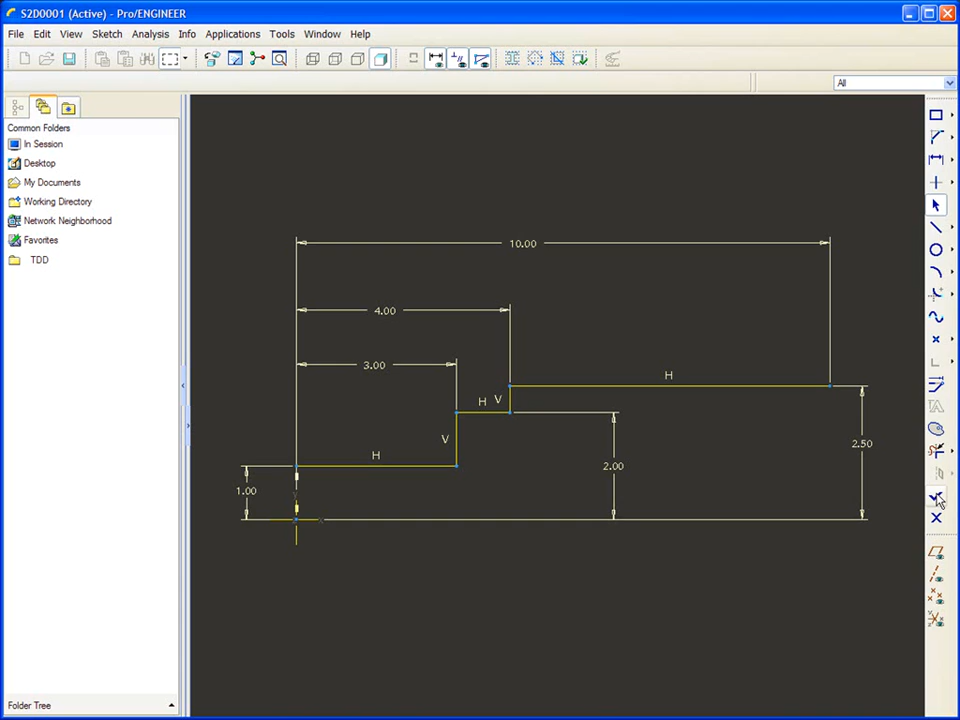 S2D0001 (Active) - Pro/ENGINEER
File Edit View Sketch Analysis Info Applications Tools Window Help
All
Common Folders
In Session
Desktop
My Documents
Working Directory
Network Neighborhood
Favorites
TDD
Folder Tree
10.00
4.00
3.00
H
H V
V
2.50
H
2.00
1.00